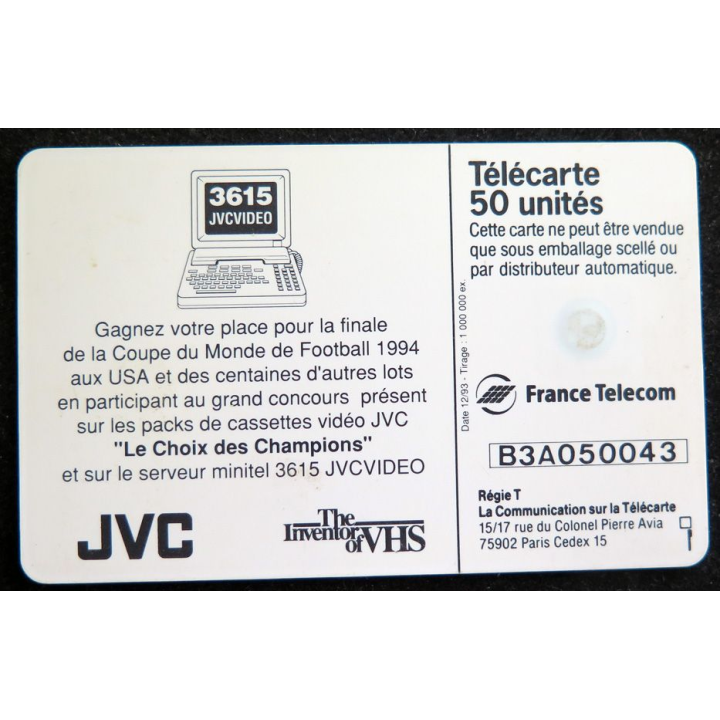 3615
JVCVIDEO
Gagnez votre place pour la finale
de la Coupe du Monde de Football 1994
aux USA et des centaines d'autres lots
en participant au grand concours présent
sur les packs de cassettes vidéo JVC
"Le Choix des Champions"
et sur le serveur minitel 3615 JVCVIDEO
JVC
The
Inventor
of VHS
Date 12/93 - Tirage : 1 000 000 ex.
Télécarte
50 unités
Cette carte ne peut être vendue
que sous emballage scellé ou
par distributeur automatique.
France Telecom
B3A050043
Régie T
La Communication sur la Télécarte
15/17 rue du Colonel Pierre Avia
75902 Paris Cedex 15